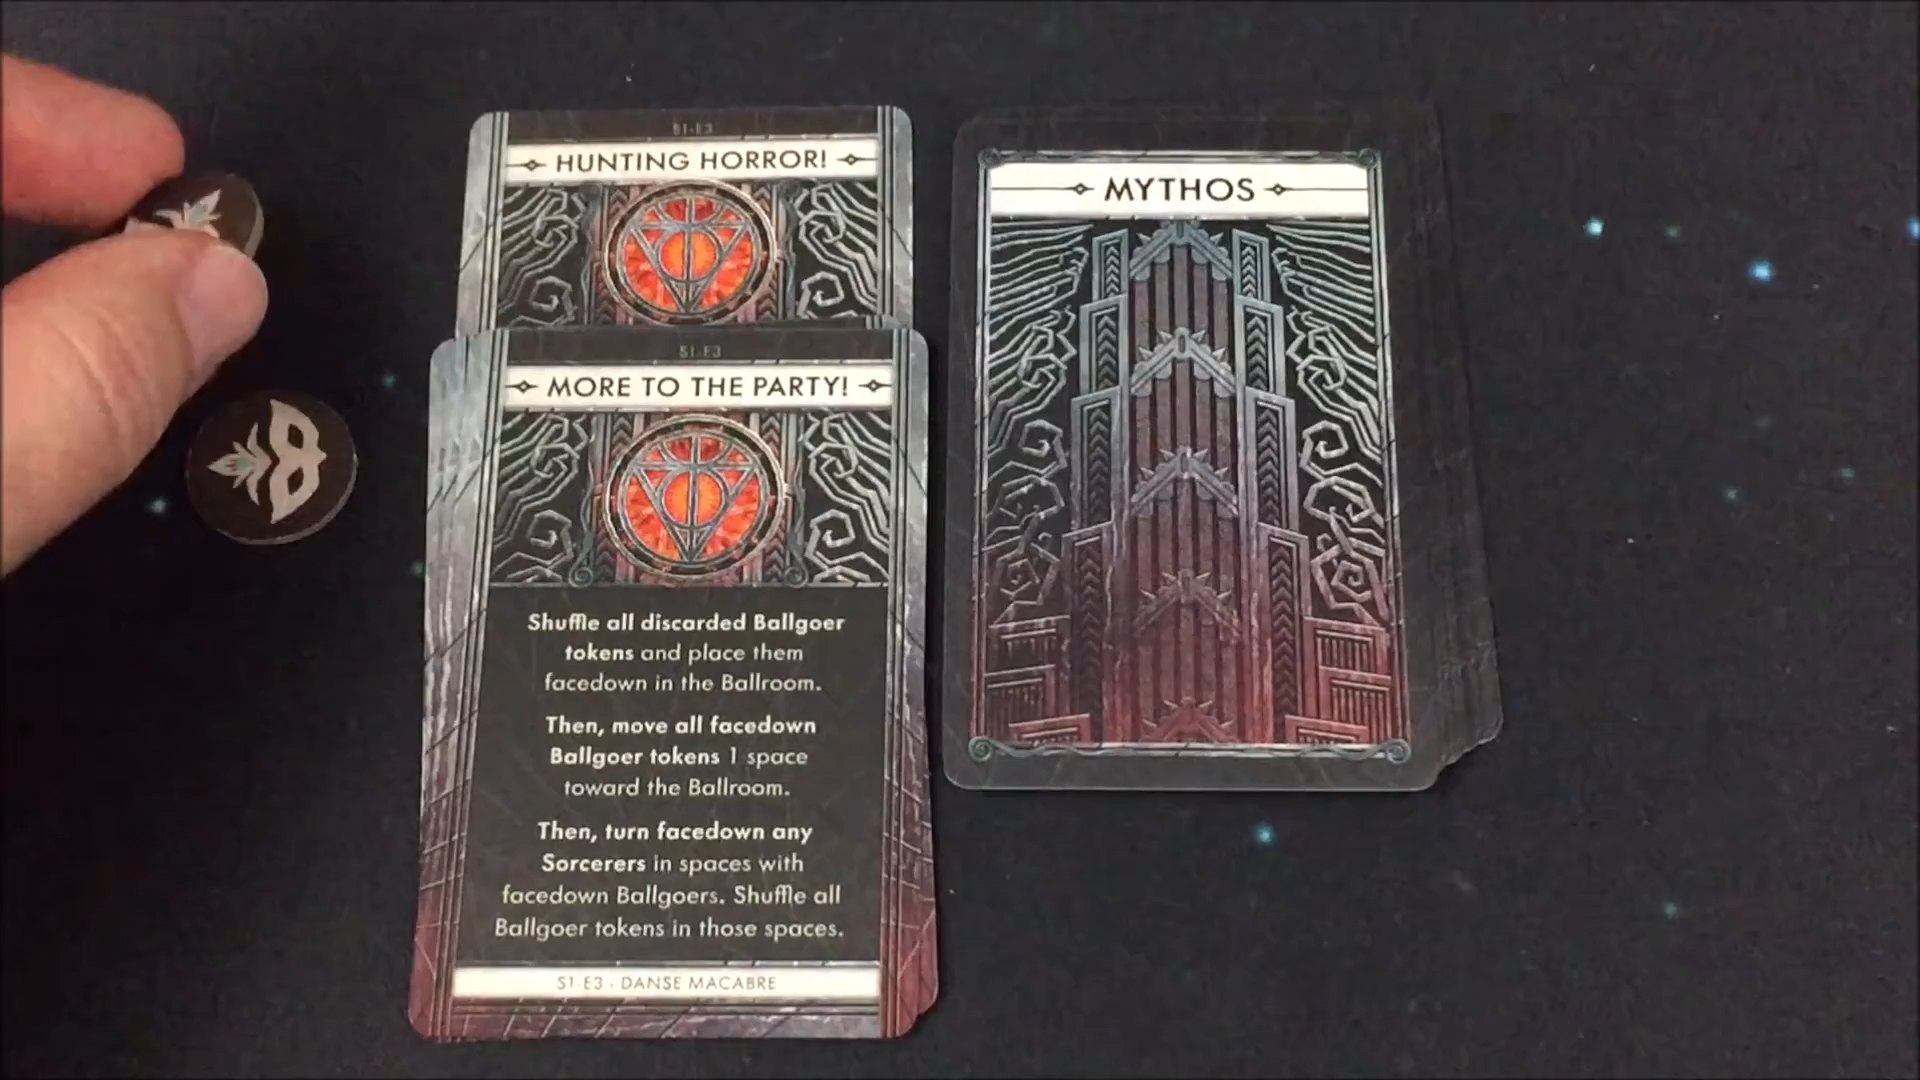 S1-E3
HUNTING HORROR!
S1-E3
MORE TO THE PARTY!
Shuffle all discarded Ballgoer
tokens and place them
facedown in the Ballroom.
Then, move all facedown
Ballgoer tokens 1 space
toward the Ballroom.
Then, turn facedown any
Sorcerers in spaces with
facedown Ballgoers. Shuffle all
Ballgoer tokens in those spaces.
S1-E3 · DANSE MACABRE
MYTHOS